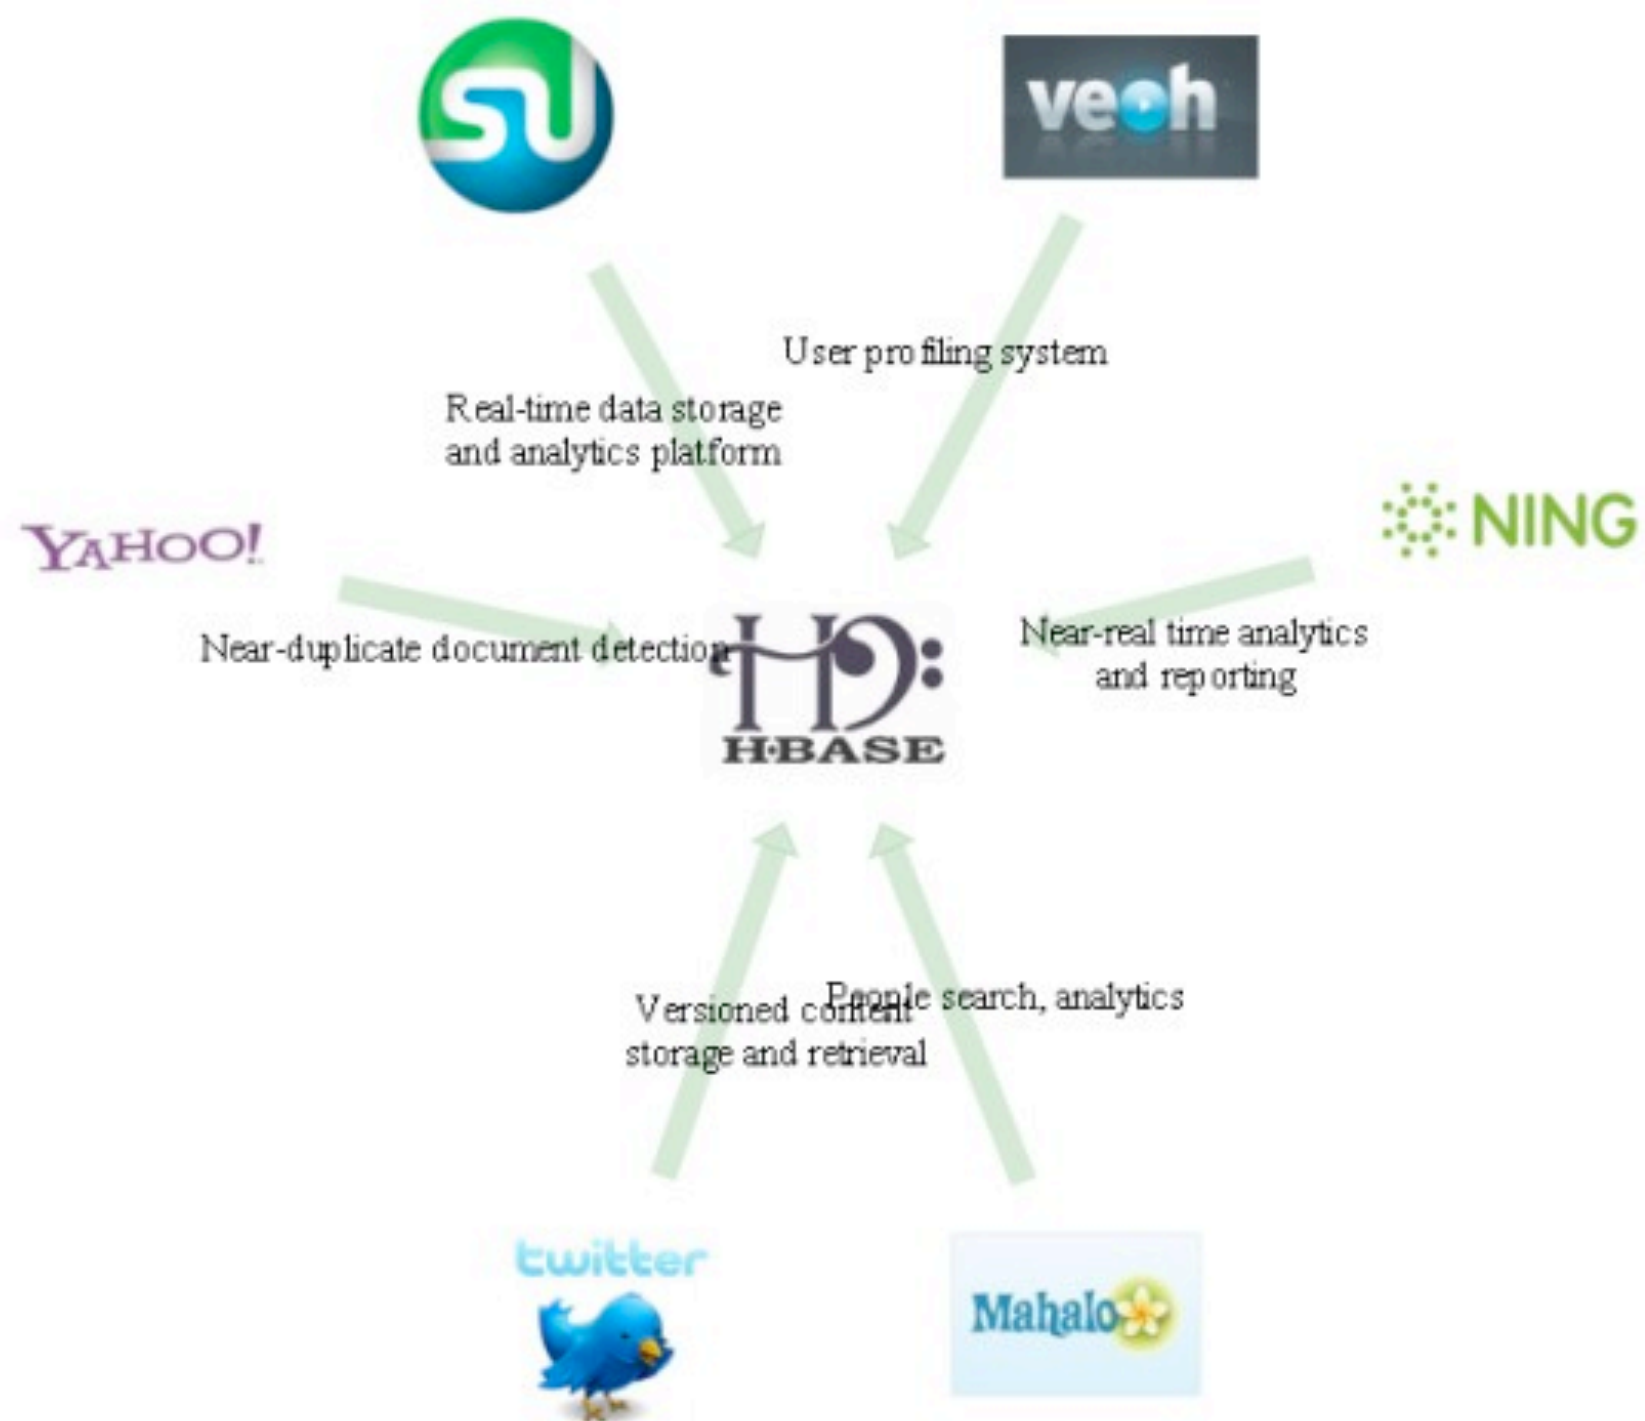 SU
veoh
User profiling system
Real-time data storage
and analytics platform
YAHOO!
NING
Near-duplicate document detection
Near-real time analytics
and reporting
H·BASE
People search, analytics
Versioned content
storage and retrieval
twitter
Mahalo